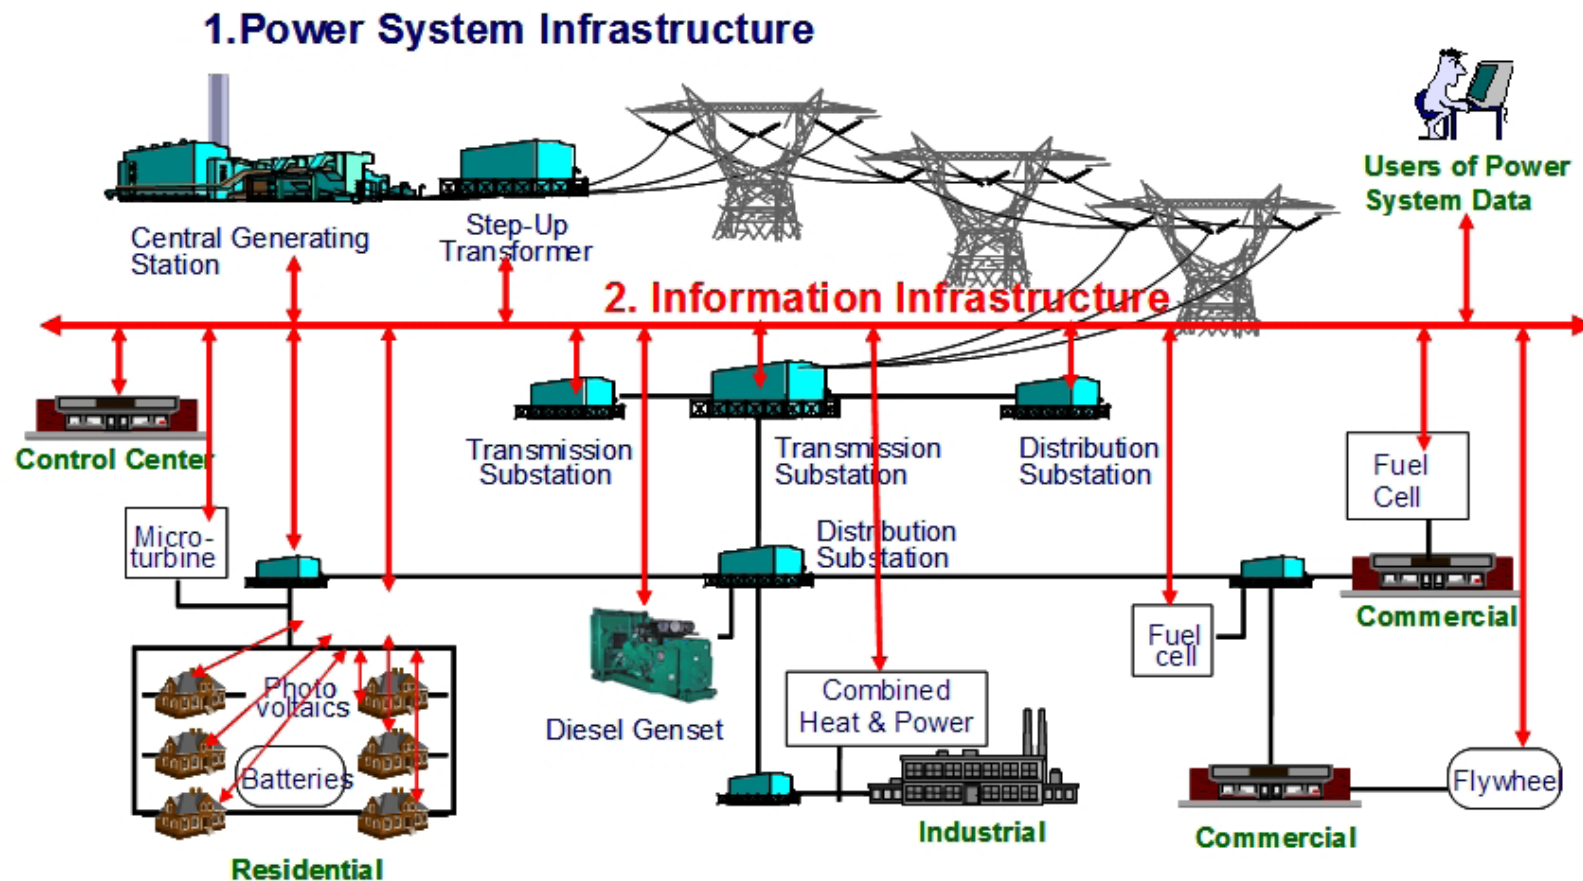 1.Power System Infrastructure
Users of Power
System Data
Central Generating
Station
Step-Up
Transformer
2. Information Infrastructure
Control Center
Transmission
Substation
Transmission
Substation
Distribution
Substation
Fuel
Cell
Micro-
turbine
Distribution
Substation
Commercial
Fuel
cell
Photo
voltaics
Diesel Genset
Combined
Heat & Power
Batteries
Flywheel
Industrial
Commercial
Residential